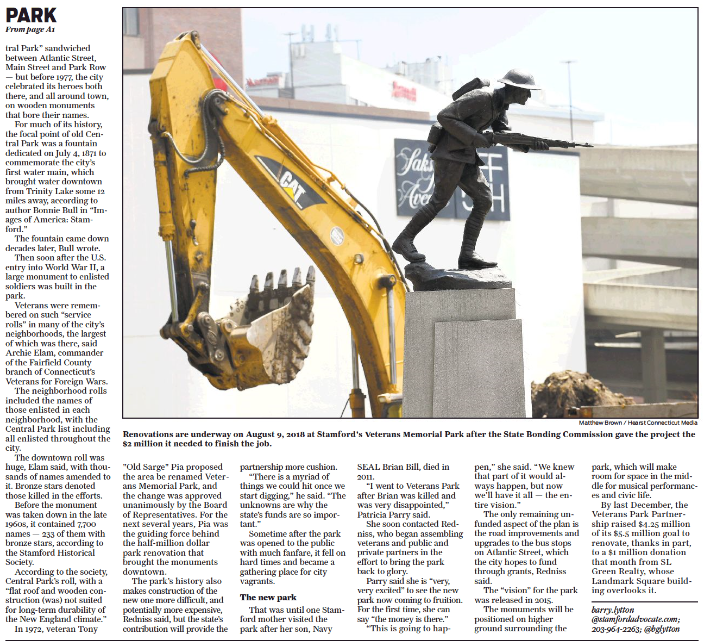 PARK
From page A1
tral Park” sandwiched
between Atlantic Street,
Main Street and Park Row
— but before 1977, the city
celebrated its heroes both
there, and all around town,
on wooden monuments
that bore their names.
For much of its history,
the focal point of old Cen-
tral Park was a fountain
dedicated on July 4, 1871 to
commemorate the city’s
first water main, which
brought water downtown
from Trinity Lake some 12
miles away, according to
author Bonnie Bull in “Im-
ages of America: Stam-
ford.”
The fountain came down
decades later, Bull wrote.
Then soon after the U.S.
entry into World War II, a
large monument to enlisted
soldiers was built in the
park.
Veterans were remem-
bered on such “service
rolls” in many of the city’s
neighborhoods, the largest
of which was there, said
Archie Elam, commander
of the Fairfield County
branch of Connecticut’s
Veterans for Foreign Wars.
The neighborhood rolls
included the names of
those enlisted in each
neighborhood, with the
Central Park list including
all enlisted throughout the
city.
The downtown roll was
huge, Elam said, with thou-
sands of names amended to
it. Bronze stars denoted
those killed in the efforts.
Before the monument
was taken down in the late
1960s, it contained 7,700
names — 233 of them with
bronze stars, according to
the Stamford Historical
Society.
According to the society,
Central Park’s roll, with a
“flat roof and wooden con-
struction (was) not suited
for long-term durability of
the New England climate.”
In 1972, veteran Tony
CAT
Saks
Fifth
Avenue
Matthew Brown / Hearst Connecticut Media
Renovations are underway on August 9, 2018 at Stamford’s Veterans Memorial Park after the State Bonding Commission gave the project the
$2 million it needed to finish the job.
“Old Sarge” Pia proposed
the area be renamed Veter-
ans Memorial Park, and
the change was approved
unanimously by the Board
of Representatives. For the
next several years, Pia was
the guiding force behind
the half-million dollar
park renovation that
brought the monuments
downtown.
The park’s history also
makes construction of the
new one more difficult, and
potentially more expensive,
Redniss said, but the state’s
contribution will provide the
partnership more cushion.
“There is a myriad of
things we could hit once we
start digging,” he said. “The
unknowns are why the
state’s funds are so impor-
tant.”
Sometime after the park
was opened to the public
with much fanfare, it fell on
hard times and became a
gathering place for city
vagrants.
The new park
That was until one Stam-
ford mother visited the
park after her son, Navy
SEAL Brian Bill, died in
2011.
“I went to Veterans Park
after Brian was killed and
was very disappointed,”
Patricia Parry said.
She soon contacted Red-
niss, who began assembling
veterans and public and
private partners in the
effort to bring the park
back to glory.
Parry said she is “very,
very excited” to see the new
park now coming to fruition.
For the first time, she can
say “the money is there.”
“This is going to hap-
pen,” she said. “We knew
that part of it would al-
ways happen, but now
we’ll have it all — the en-
tire vision.”
The only remaining un-
funded aspect of the plan is
the road improvements and
upgrades to the bus stops
on Atlantic Street, which
the city hopes to fund
through grants, Redniss
said.
The “vision” for the park
was released in 2015.
The monuments will be
positioned on higher
ground surrounding the
park, which will make
room for space in the mid-
dle for musical performanc-
es and civic life.
By last December, the
Veterans Park Partner-
ship raised $4.25 million
of its $5.5 million goal to
renovate, thanks in part,
to a $1 million donation
that month from SL
Green Realty, whose
Landmark Square build-
ing overlooks it.
barry.lytton
@stamfordadvocate.com;
203-964-2263; @bglytton